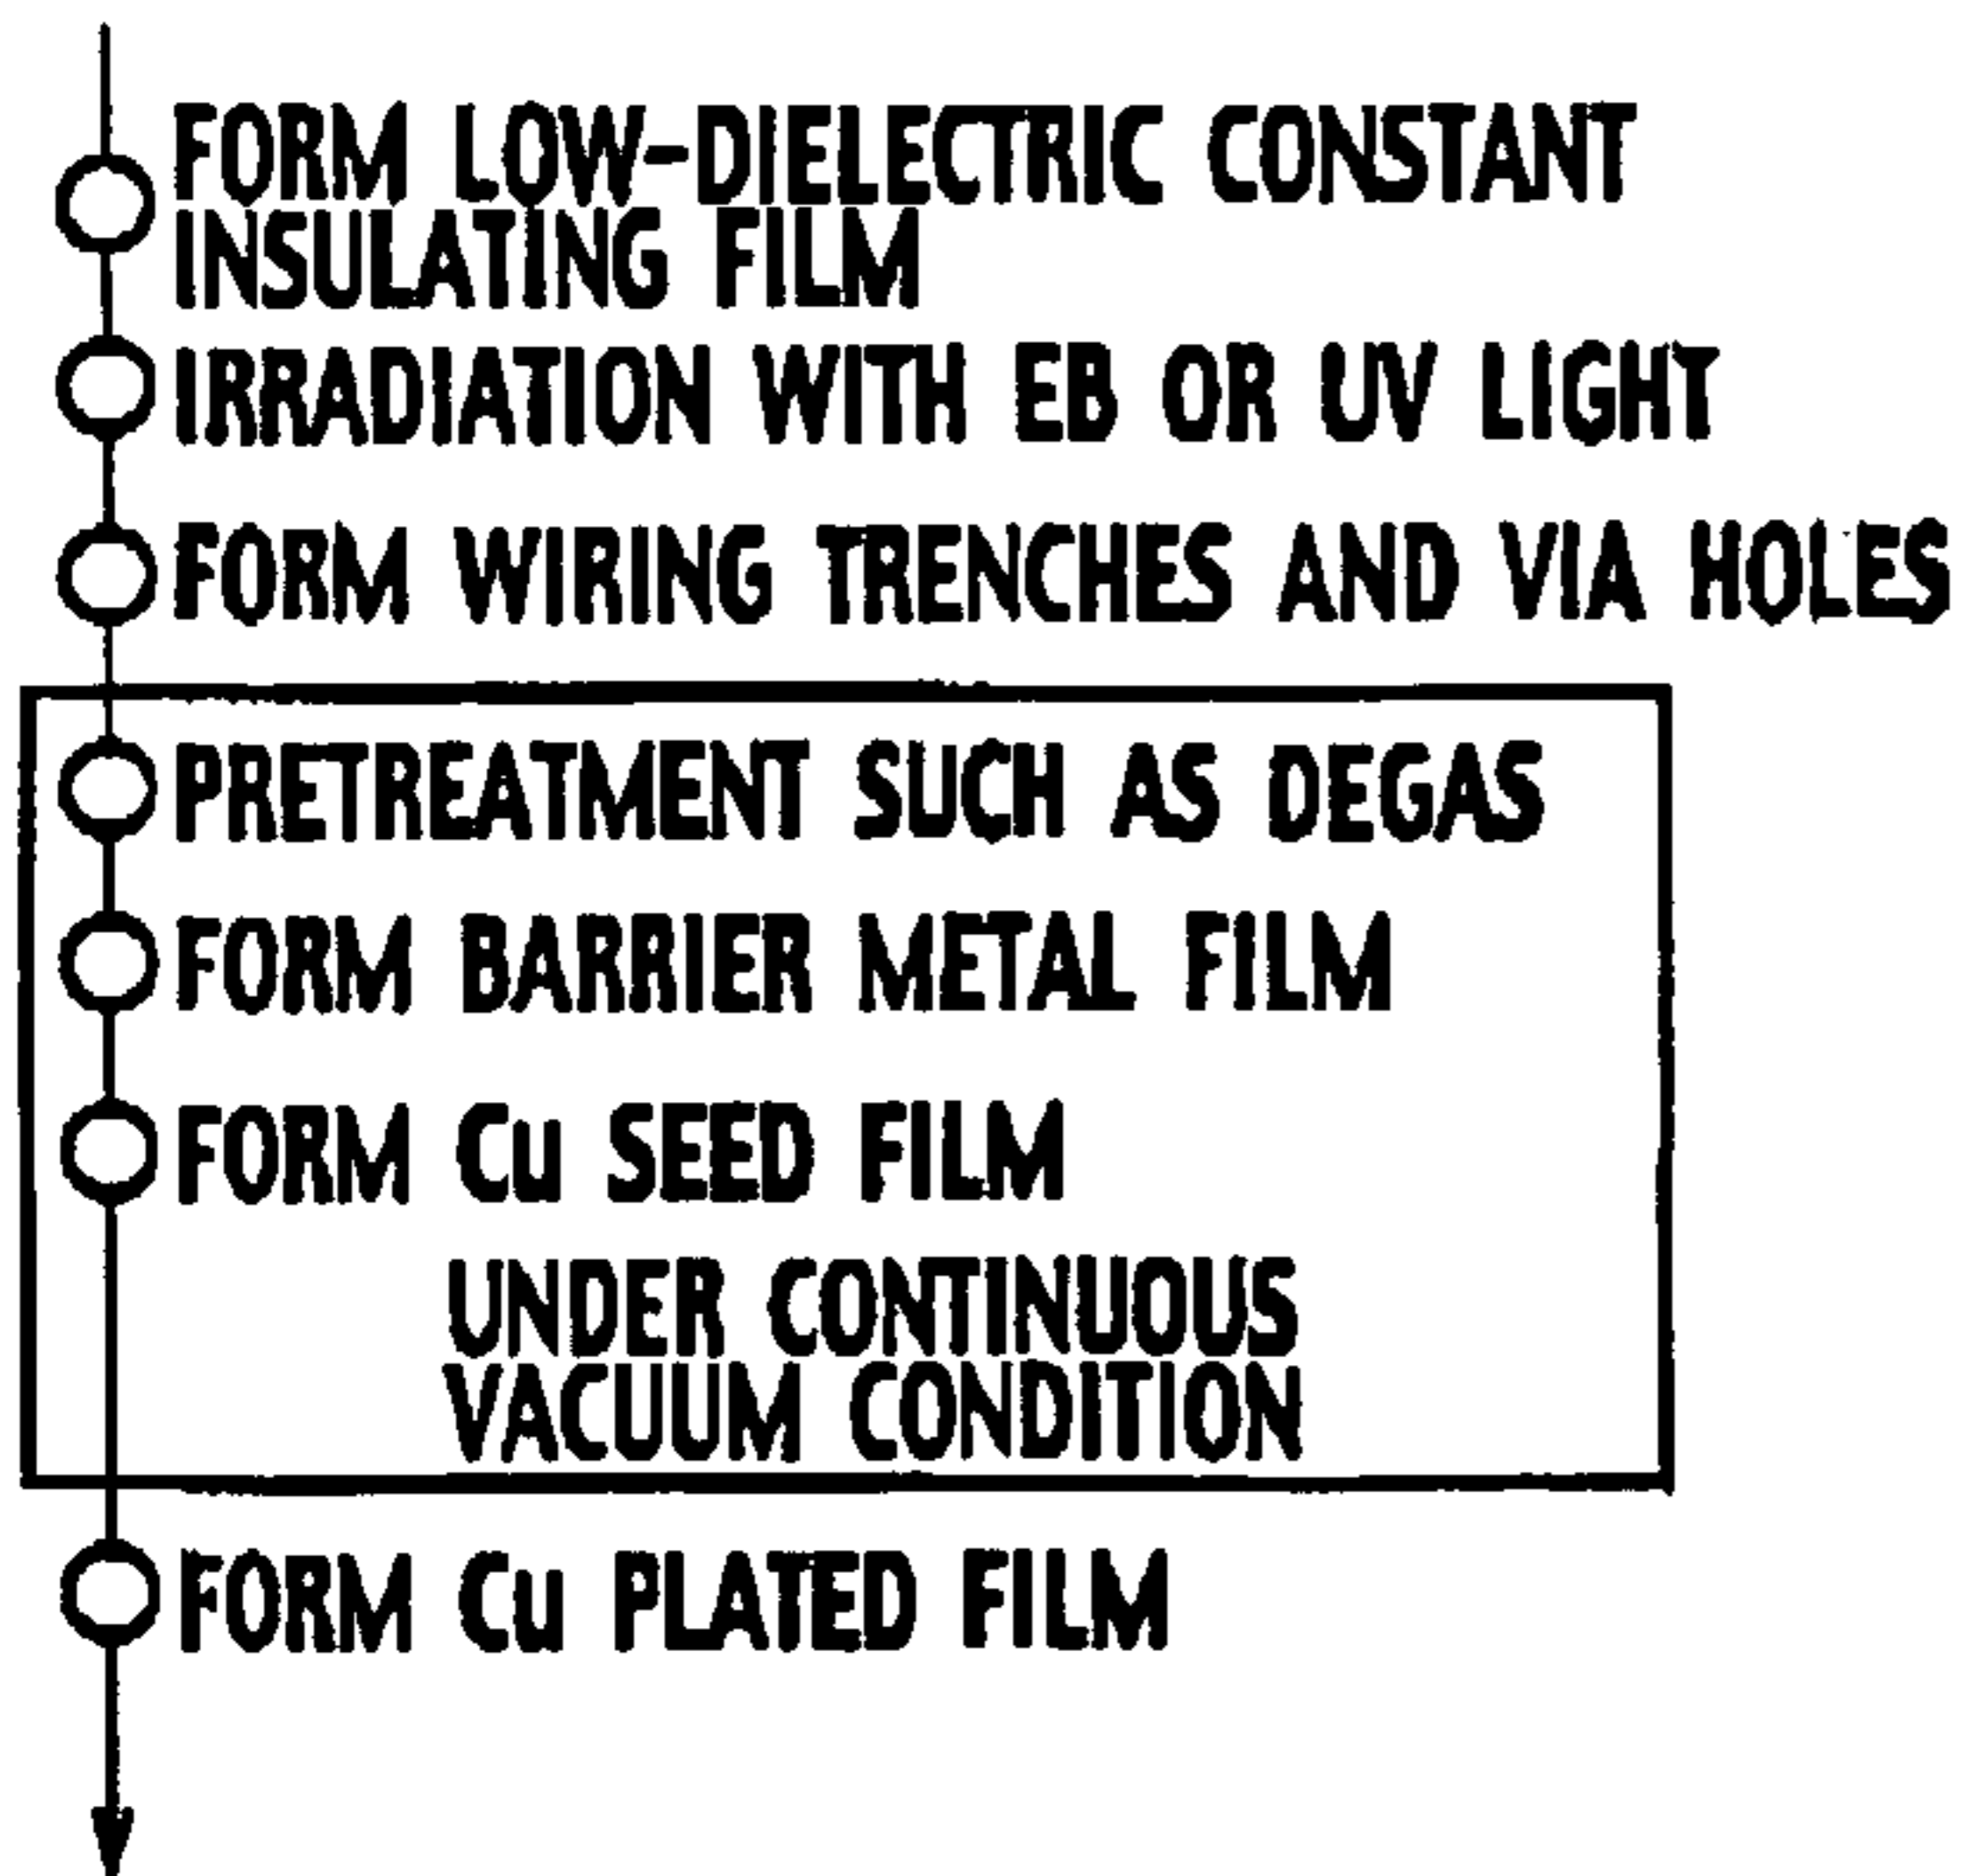 FORM LOW-DIELECTRIC CONSTANT
INSULATING FILM
IRRADIATION WITH EB OR UV LIGHT
FORM WIRING TRENCHES AND VIA HOLES
PRETREATMENT SUCH AS DEGAS
FORM BARRIER METAL FILM
FORM Cu SEED FILM
UNDER CONTINUOUS
VACUUM CONDITION
FORM Cu PLATED FILM